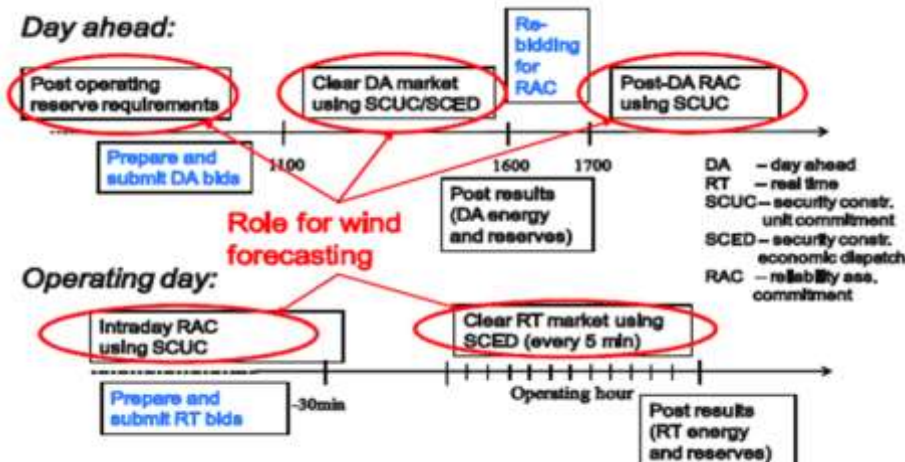 Day ahead:
Post operating
reserve requirements
Clear DA market
using SCUC/SCED
Re-
bidding
for
RAC
Post-DA RAC
using SCUC
Prepare and
submit DA bids
1100
1600
1700
Post results
(DA energy
and reserves)
DA – day ahead
RT – real time
SCUC – security constr.
unit commitment
SCED – security constr.
economic dispatch
RAC – reliability ass.
commitment
Role for wind
forecasting
Operating day:
Intraday RAC
using SCUC
Clear RT market using
SCED (every 5 min)
Prepare and
submit RT bids
-30min
Operating hour
Post results
(RT energy
and reserves)